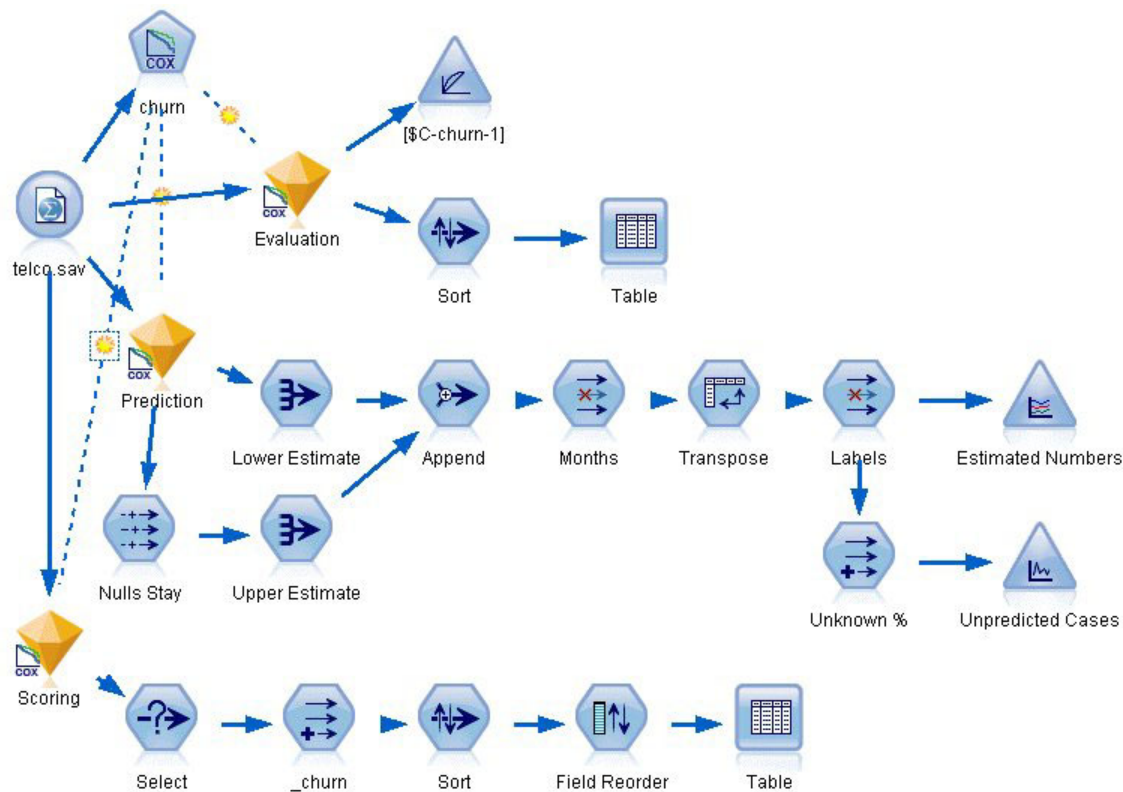 COX
churn
[$C-churn-1]
telco.sav
COX
Evaluation
Sort
Table
COX
Prediction
Lower Estimate
Append
Months
Transpose
Labels
Estimated Numbers
Nulls Stay
Upper Estimate
Unknown %
Unpredicted Cases
COX
Scoring
Select
_churn
Sort
Field Reorder
Table